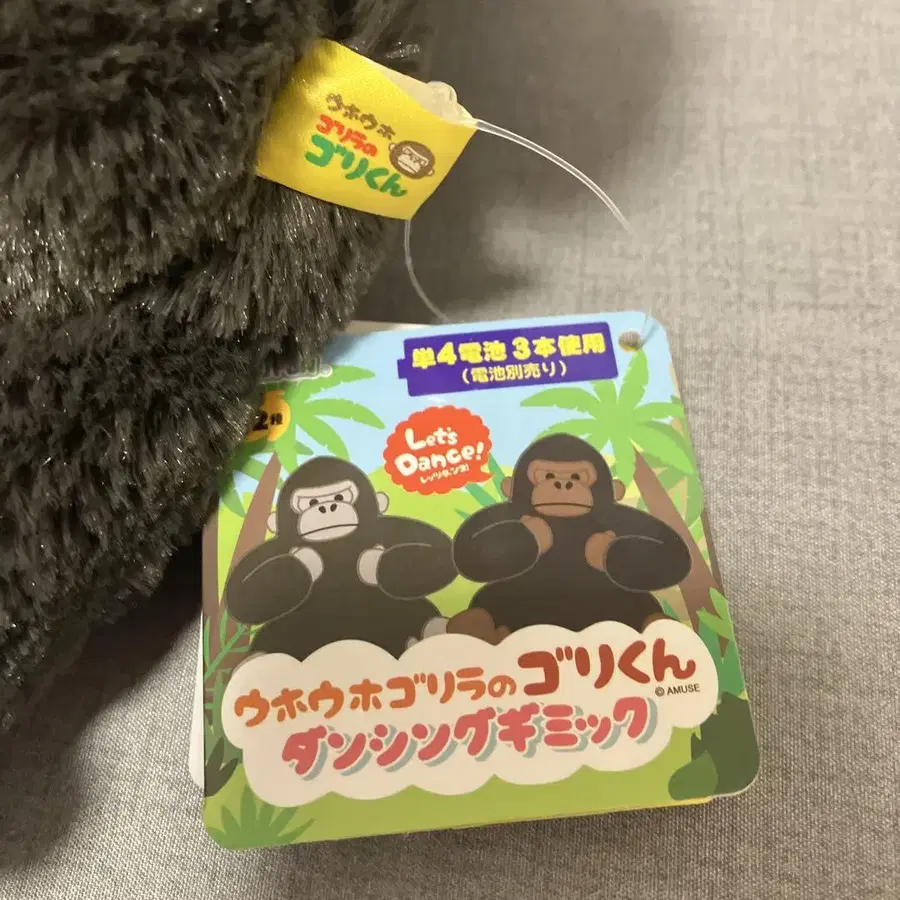 ウホウホ
ゴリラの
ゴリくん
単4電池 3本使用
(電池別売り)
2種
Let's
Dance!
レッツダンス!
ウホウホゴリラのゴリくん
© AMUSE
ダンシングギミック